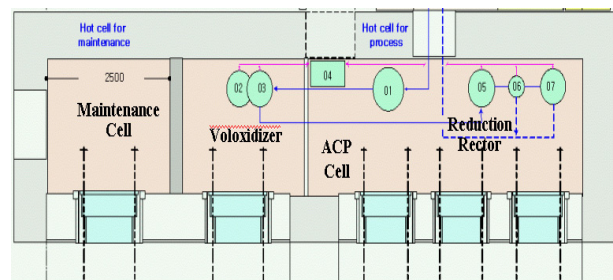 Hot cell for
maintenance
Hot cell for
process
2500
02
03
04
01
05
06
07
Maintenance
Cell
Voloxidizer
ACP
Cell
Reduction
Rector